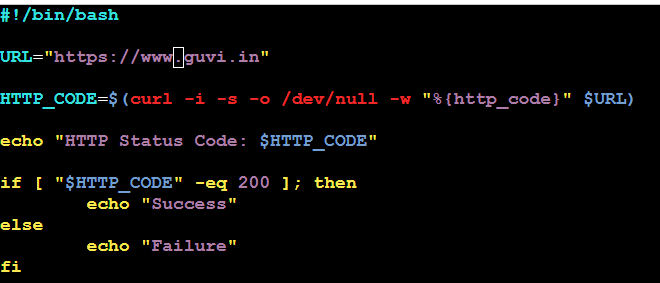 #!/bin/bash
URL="https://www.guvi.in"
HTTP_CODE=$(curl -i -s -o /dev/null -w "%{http_code}" $URL)
echo "HTTP Status Code: $HTTP_CODE"
if [ "$HTTP_CODE" -eq 200 ]; then
        echo "Success"
else
        echo "Failure"
fi